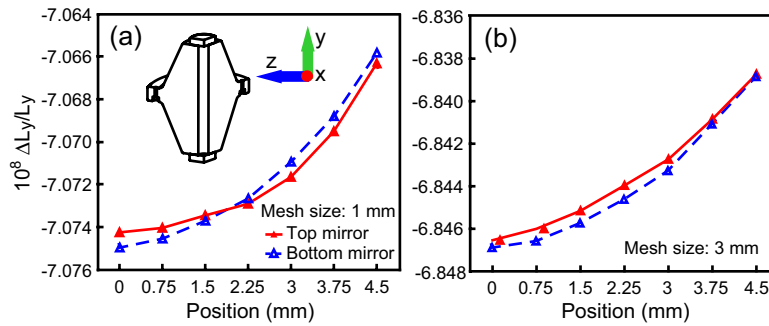 (a)
y
z
x
10⁸ ΔLy/Ly
-7.064
-7.066
-7.068
-7.070
-7.072
-7.074
-7.076
Mesh size: 1 mm
Top mirror
Bottom mirror
0 0.75 1.5 2.25 3 3.75 4.5
Position (mm)
(b)
-6.836
-6.838
-6.840
-6.842
-6.844
-6.846
-6.848
Mesh size: 3 mm
0 0.75 1.5 2.25 3 3.75 4.5
Position (mm)